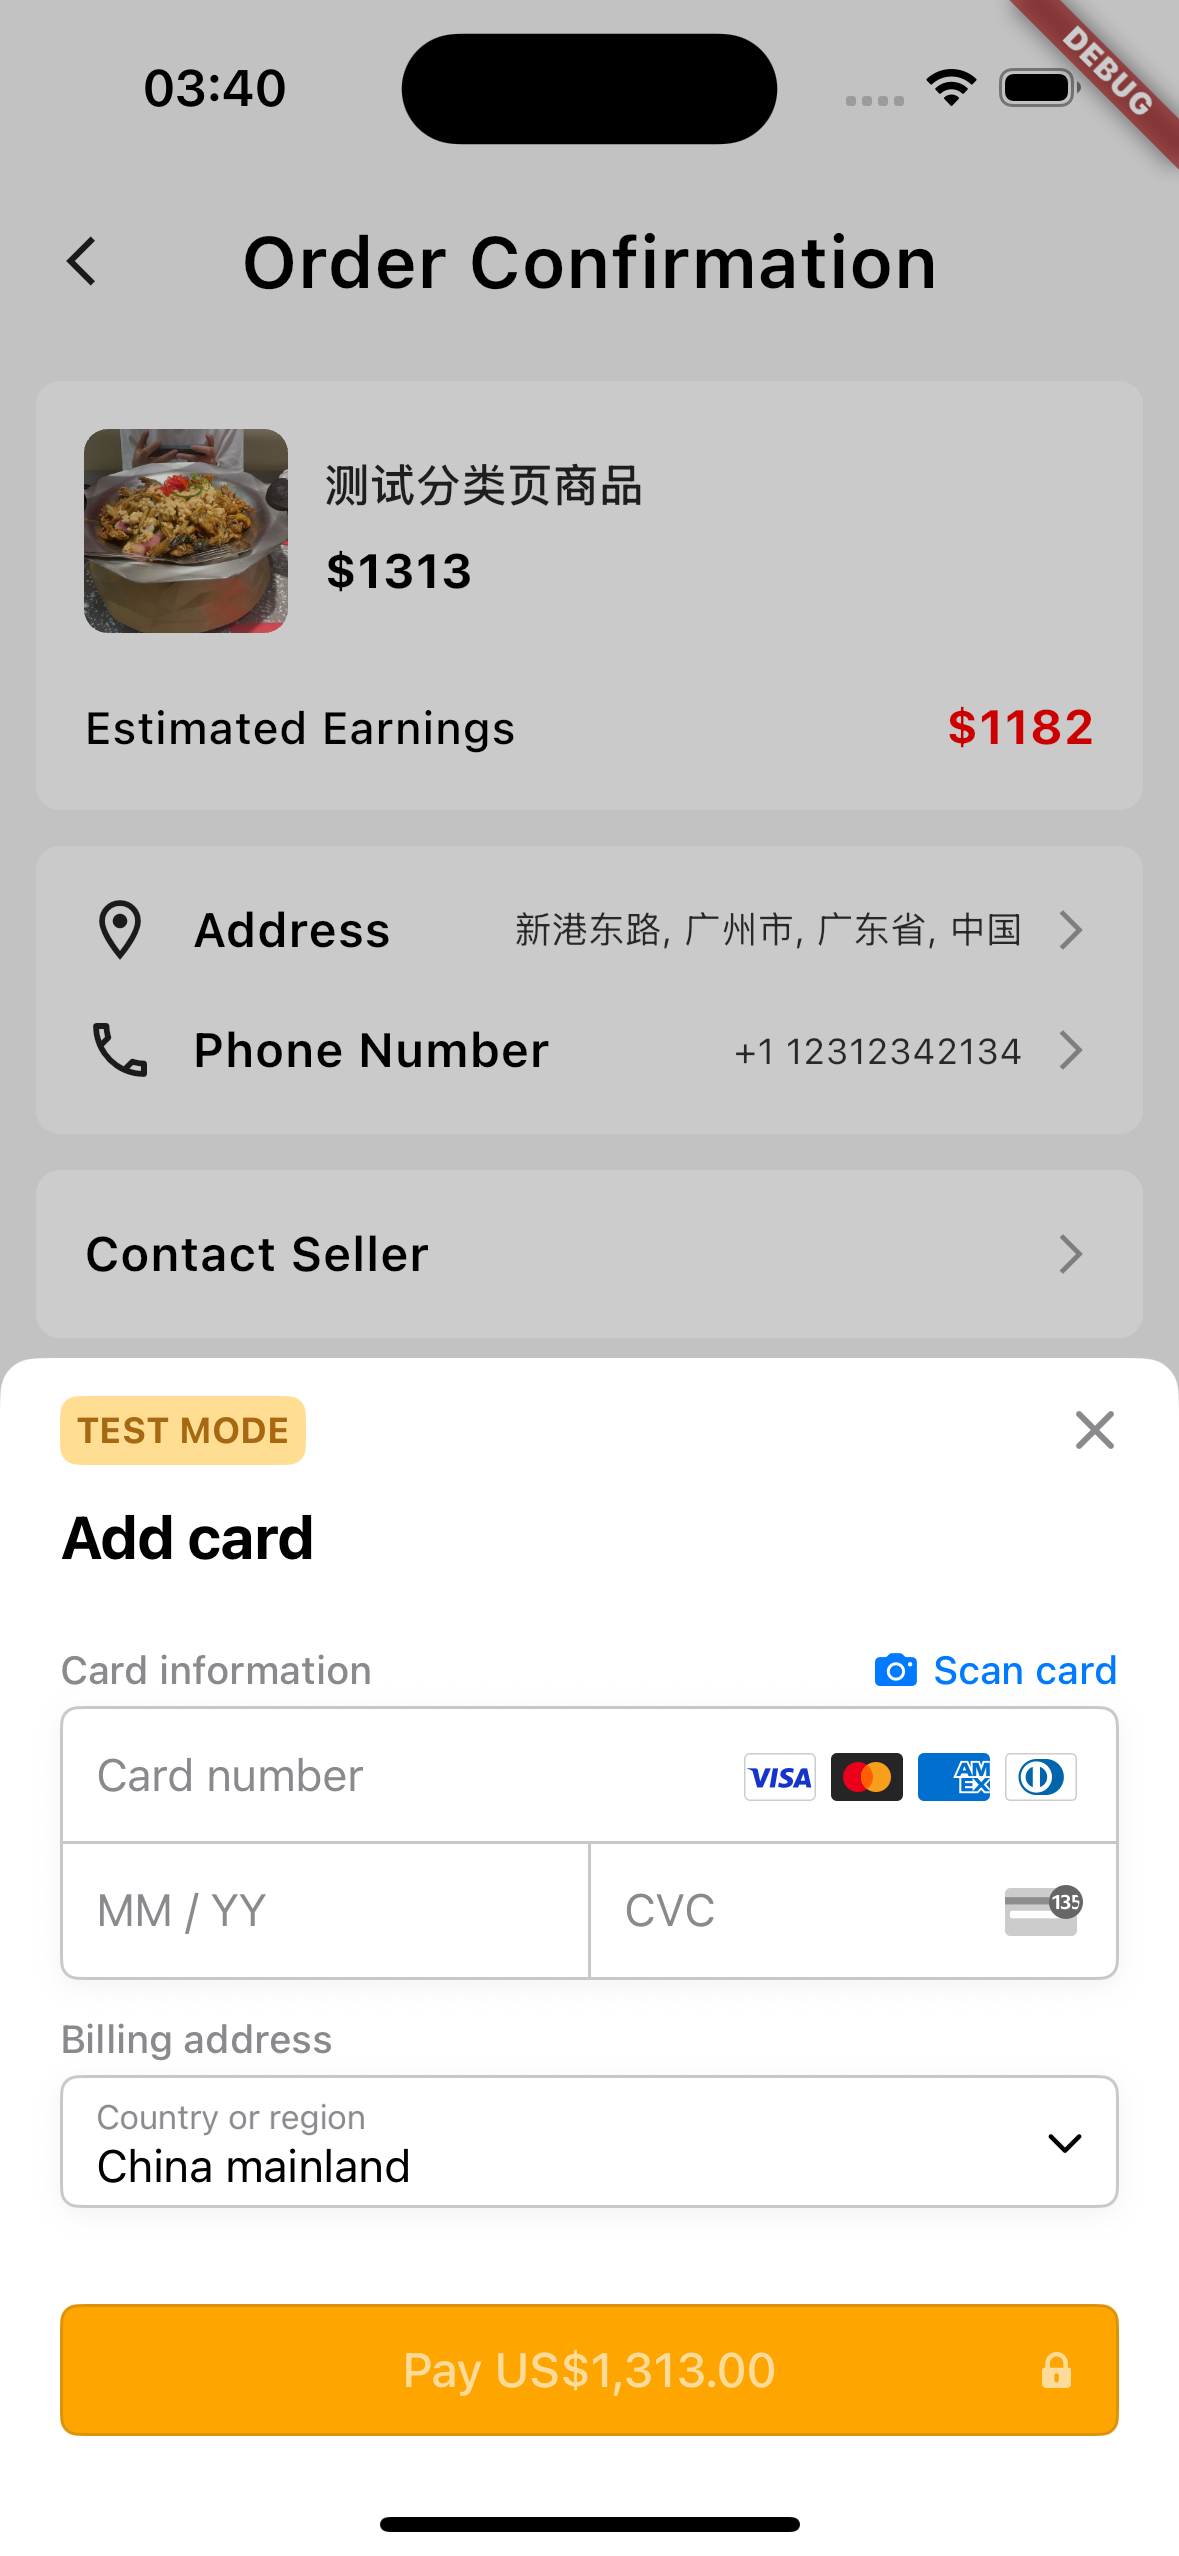 03:40
DEBUG
Order Confirmation
测试分类页商品
$1313
Estimated Earnings $1182
Address 新港东路, 广州市, 广东省, 中国
Phone Number +1 12312342134
Contact Seller
TEST MODE
Add card
Card information Scan card
Card number VISA AM EX
MM / YY CVC 135
Billing address
Country or region
China mainland
Pay US$1,313.00